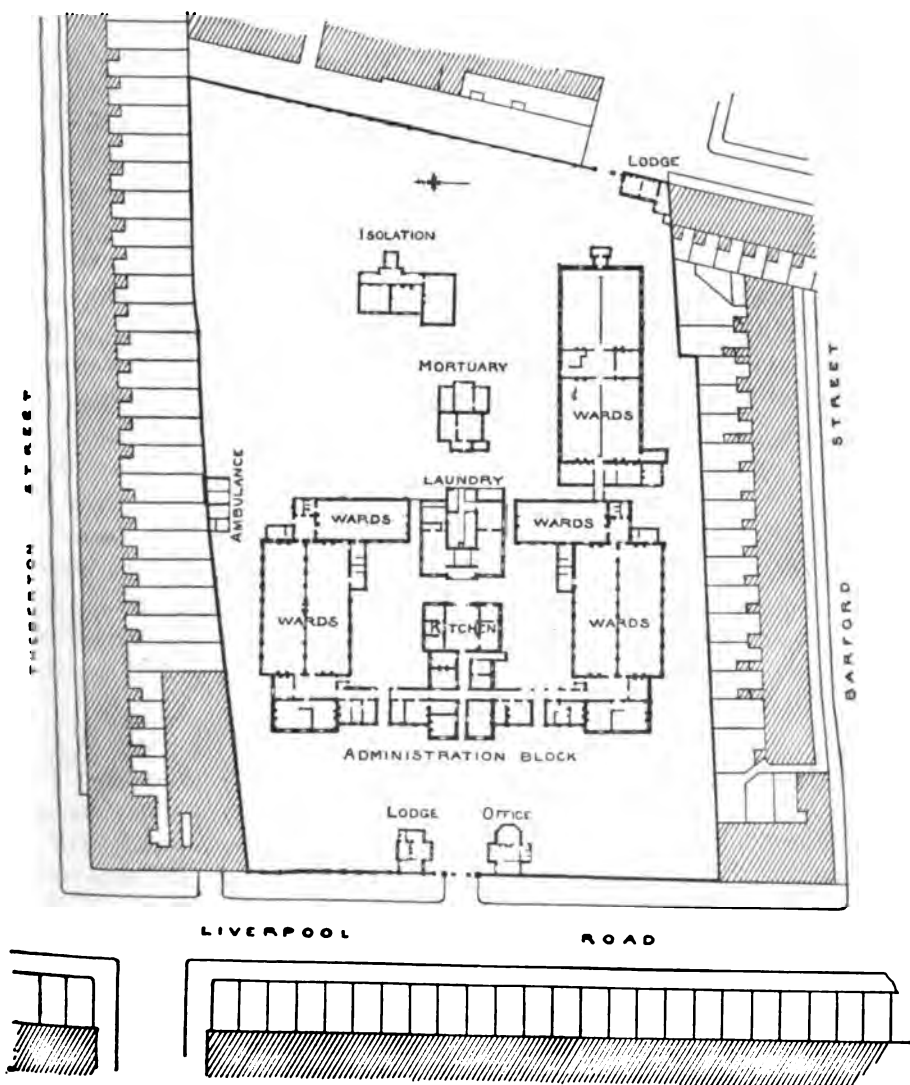 LODGE
ISOLATION
MORTUARY
WARDS
LAUNDRY
AMBULANCE
WARDS
WARDS
WARDS
KITCHEN
WARDS
ADMINISTRATION BLOCK
LODGE
OFFICE
THEBERTON STREET
BARFORD STREET
LIVERPOOL ROAD